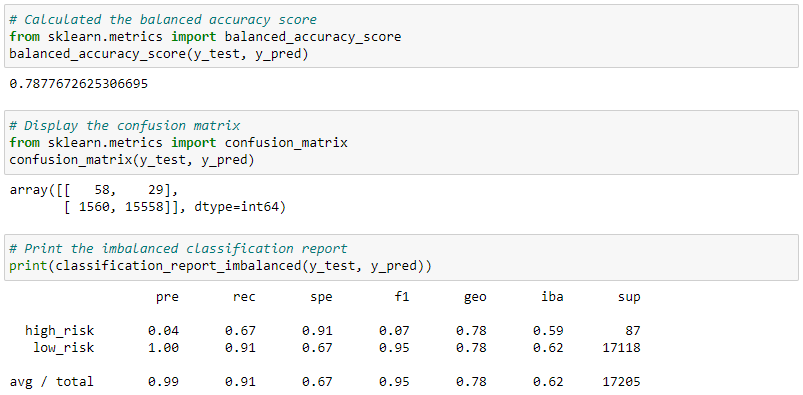 # Calculated the balanced accuracy score
from sklearn.metrics import balanced_accuracy_score
balanced_accuracy_score(y_test, y_pred)
0.7877672625306695
# Display the confusion matrix
from sklearn.metrics import confusion_matrix
confusion_matrix(y_test, y_pred)
array([[   58,    29],
       [ 1560, 15558]], dtype=int64)
# Print the imbalanced classification report
print(classification_report_imbalanced(y_test, y_pred))
                   pre       rec       spe        f1       geo       iba       sup
  high_risk       0.04      0.67      0.91      0.07      0.78      0.59        87
   low_risk       1.00      0.91      0.67      0.95      0.78      0.62     17118
avg / total       0.99      0.91      0.67      0.95      0.78      0.62     17205